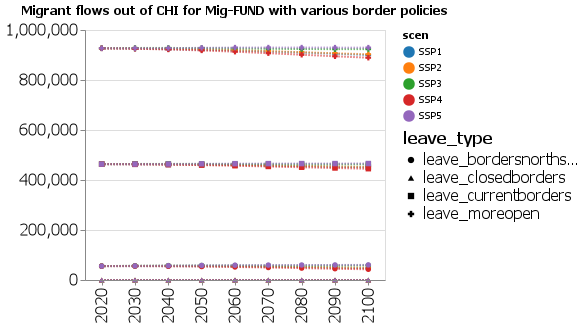 Migrant flows out of CHI for Mig-FUND with various border policies
1,000,000
800,000
600,000
400,000
200,000
0
2020
2030
2040
2050
2060
2070
2080
2090
2100
scen
SSP1
SSP2
SSP3
SSP4
SSP5
leave_type
leave_bordersnorths...
leave_closedborders
leave_currentborders
leave_moreopen